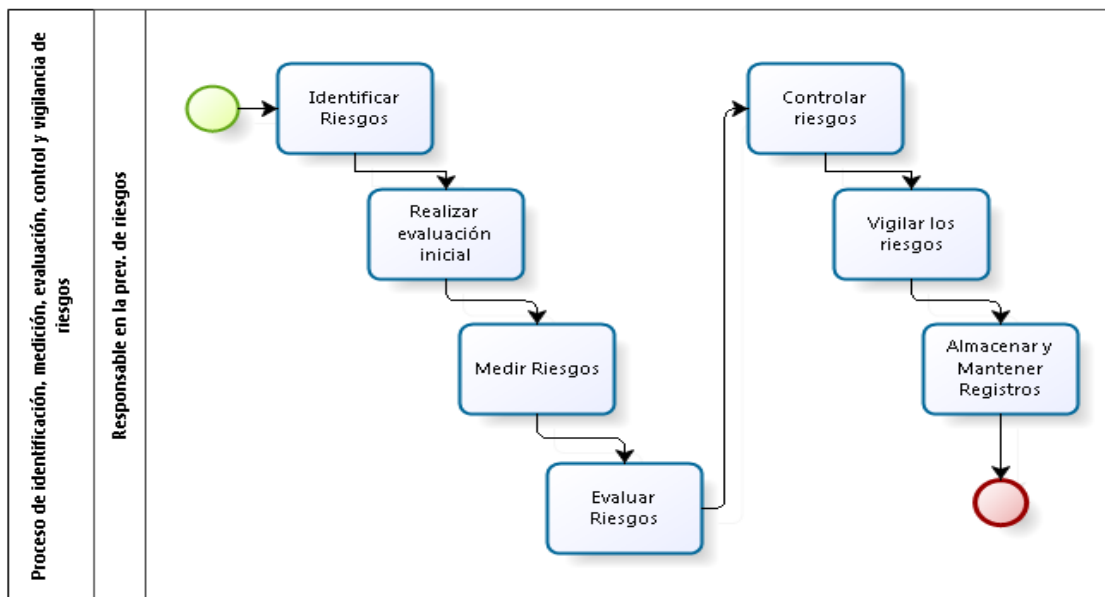 Proceso de identificación, medición, evaluación, control y vigilancia de
riesgos
Responsable en la prev. de riesgos
Identificar
Riesgos
Realizar
evaluación
inicial
Medir Riesgos
Evaluar
Riesgos
Controlar
riesgos
Vigilar los
riesgos
Almacenar y
Mantener
Registros